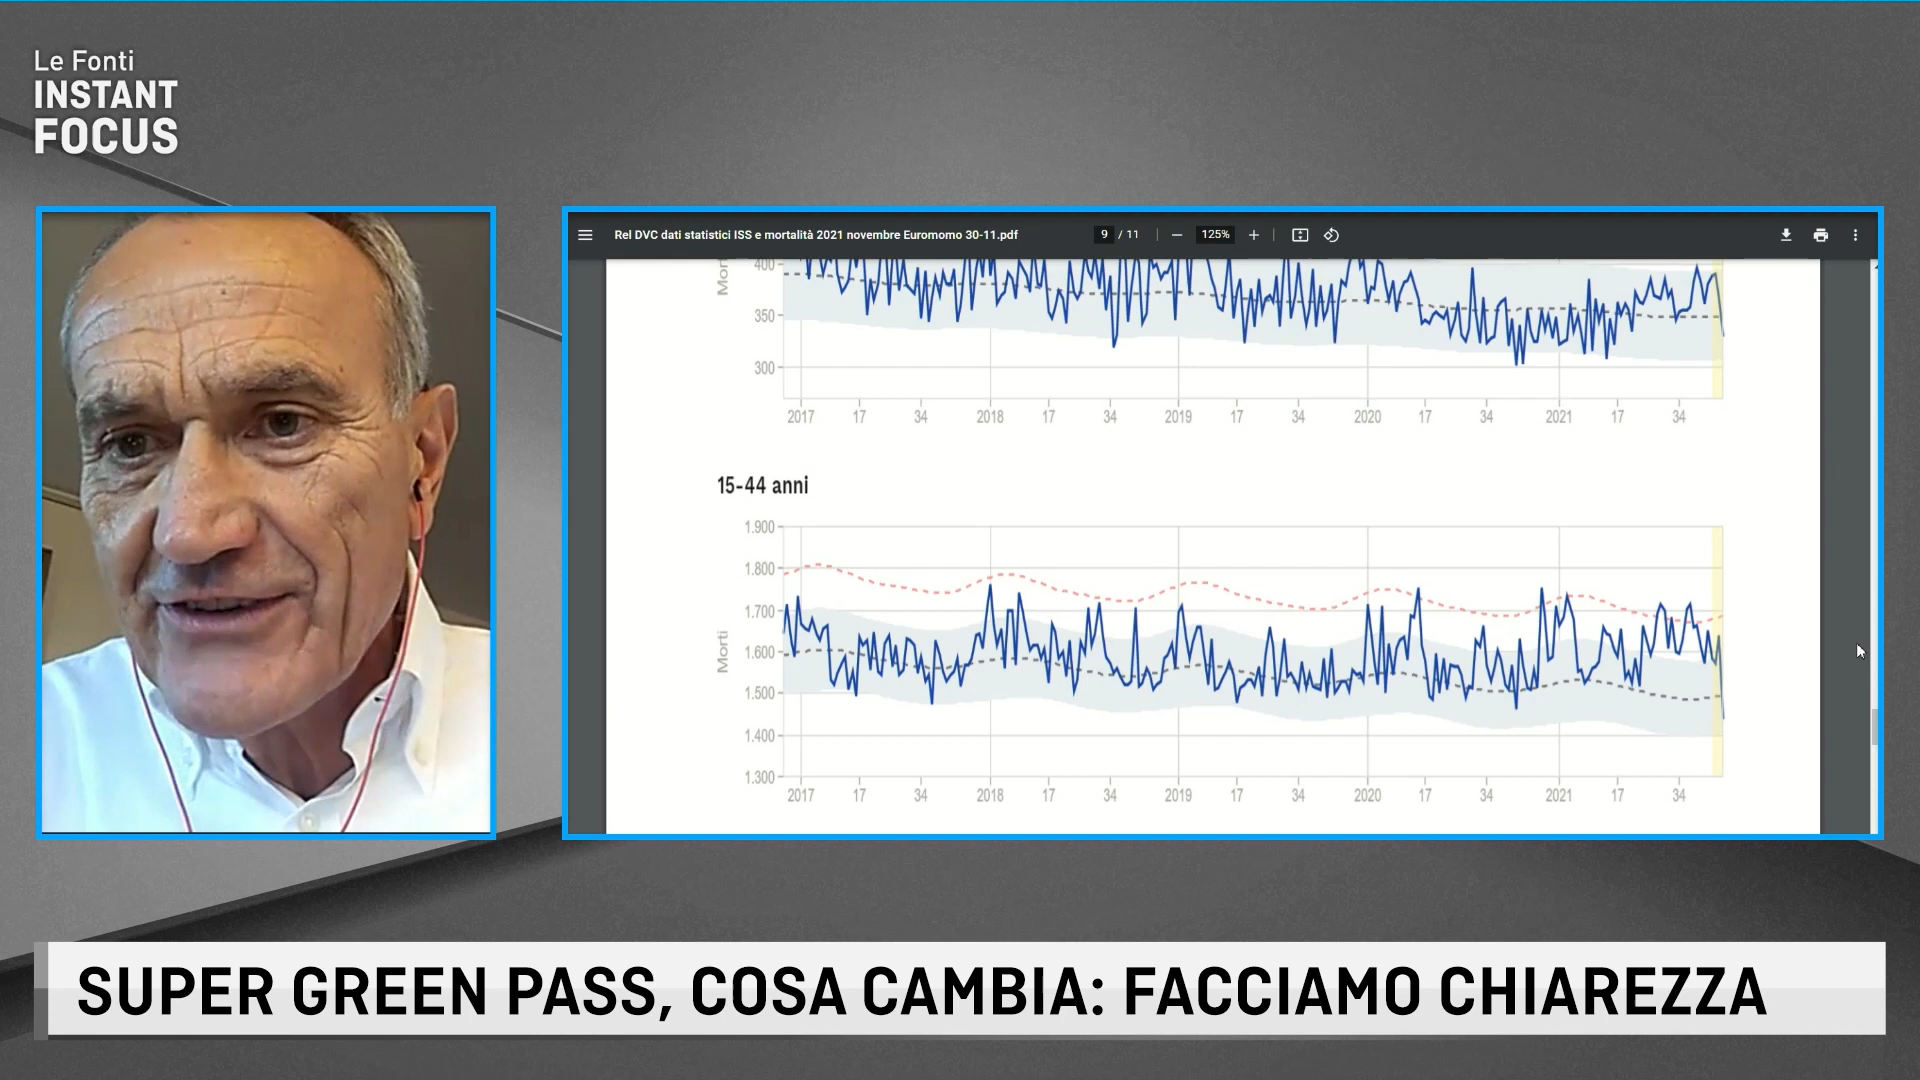 Le Fonti
INSTANT
FOCUS
Rel DVC dati statistici ISS e mortalità 2021 novembre Euromomo 30-11.pdf
9 / 11
125%
Mor
400
350
300
2017 17 34 2018 17 34 2019 17 34 2020 17 34 2021 17 34
15-44 anni
Morti
1.900
1.800
1.700
1.600
1.500
1.400
1.300
2017 17 34 2018 17 34 2019 17 34 2020 17 34 2021 17 34
SUPER GREEN PASS, COSA CAMBIA: FACCIAMO CHIAREZZA